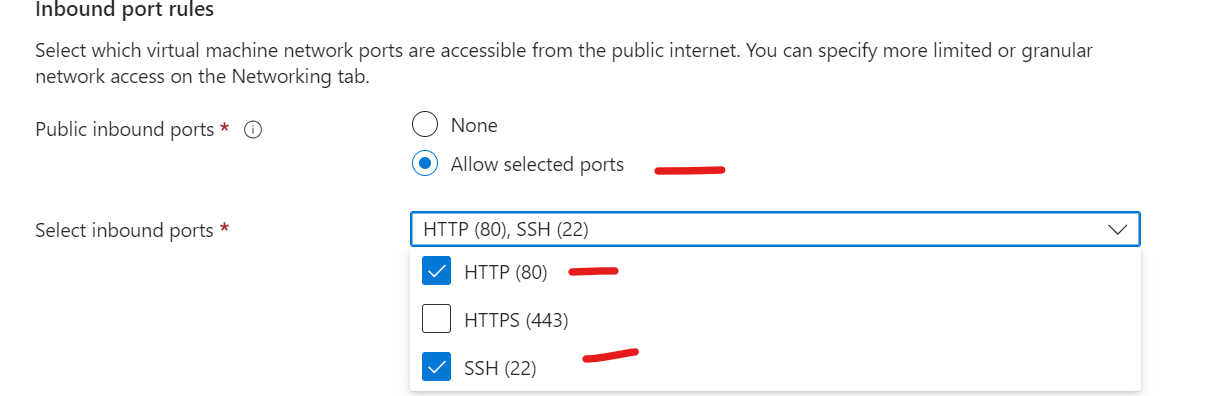 Inbound port rules
Select which virtual machine network ports are accessible from the public internet. You can specify more limited or granular
network access on the Networking tab.
Public inbound ports *
None
Allow selected ports
Select inbound ports *
HTTP (80), SSH (22)
HTTP (80)
HTTPS (443)
SSH (22)